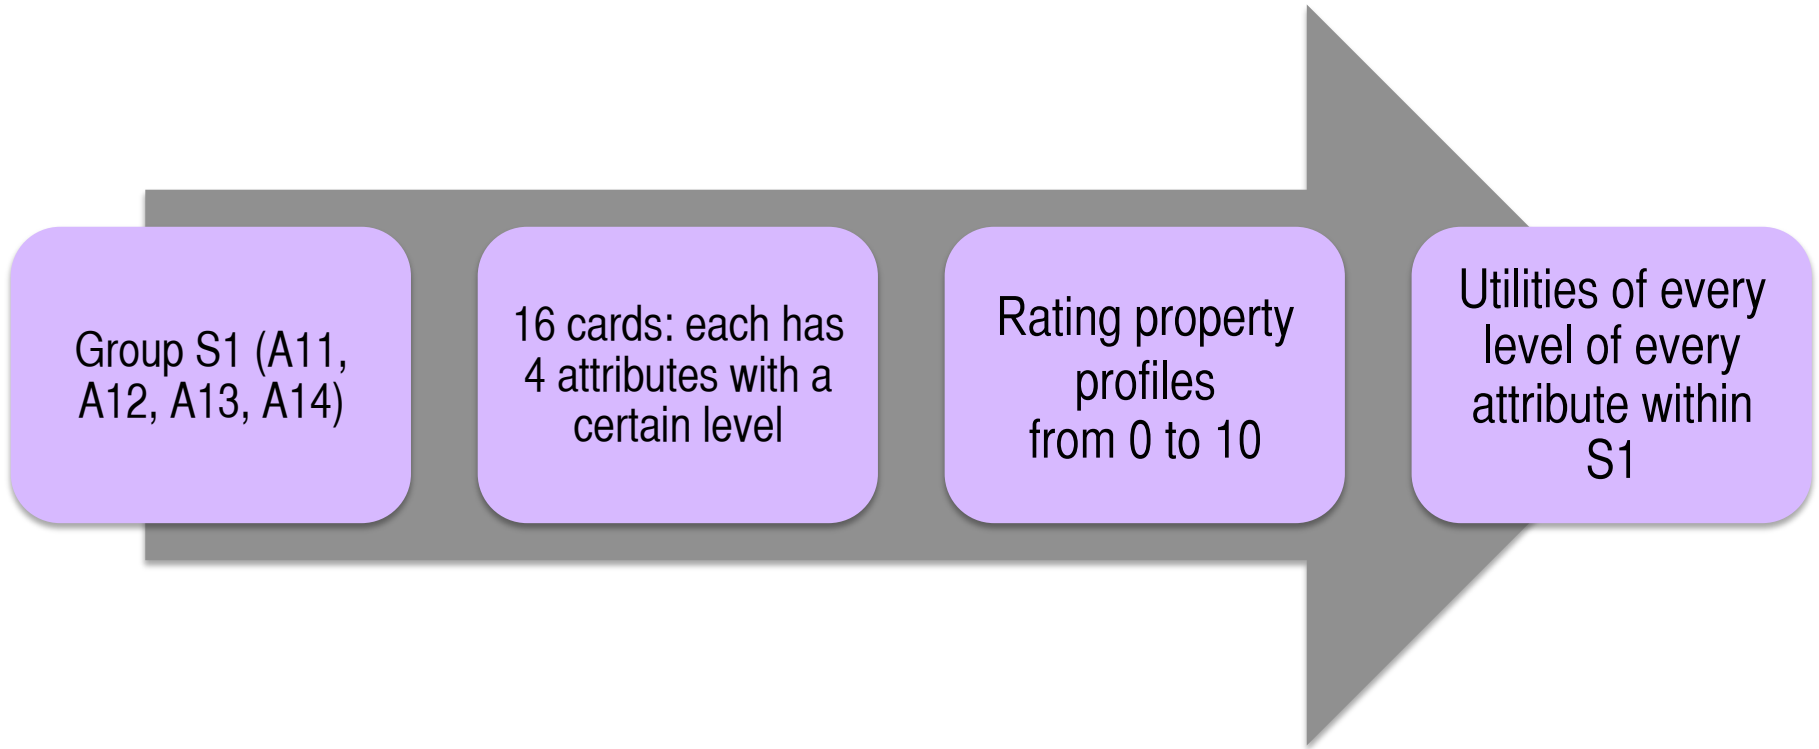 Group S1 (A11,
A12, A13, A14)
16 cards: each has
4 attributes with a
certain level
Rating property
profiles
from 0 to 10
Utilities of every
level of every
attribute within
S1